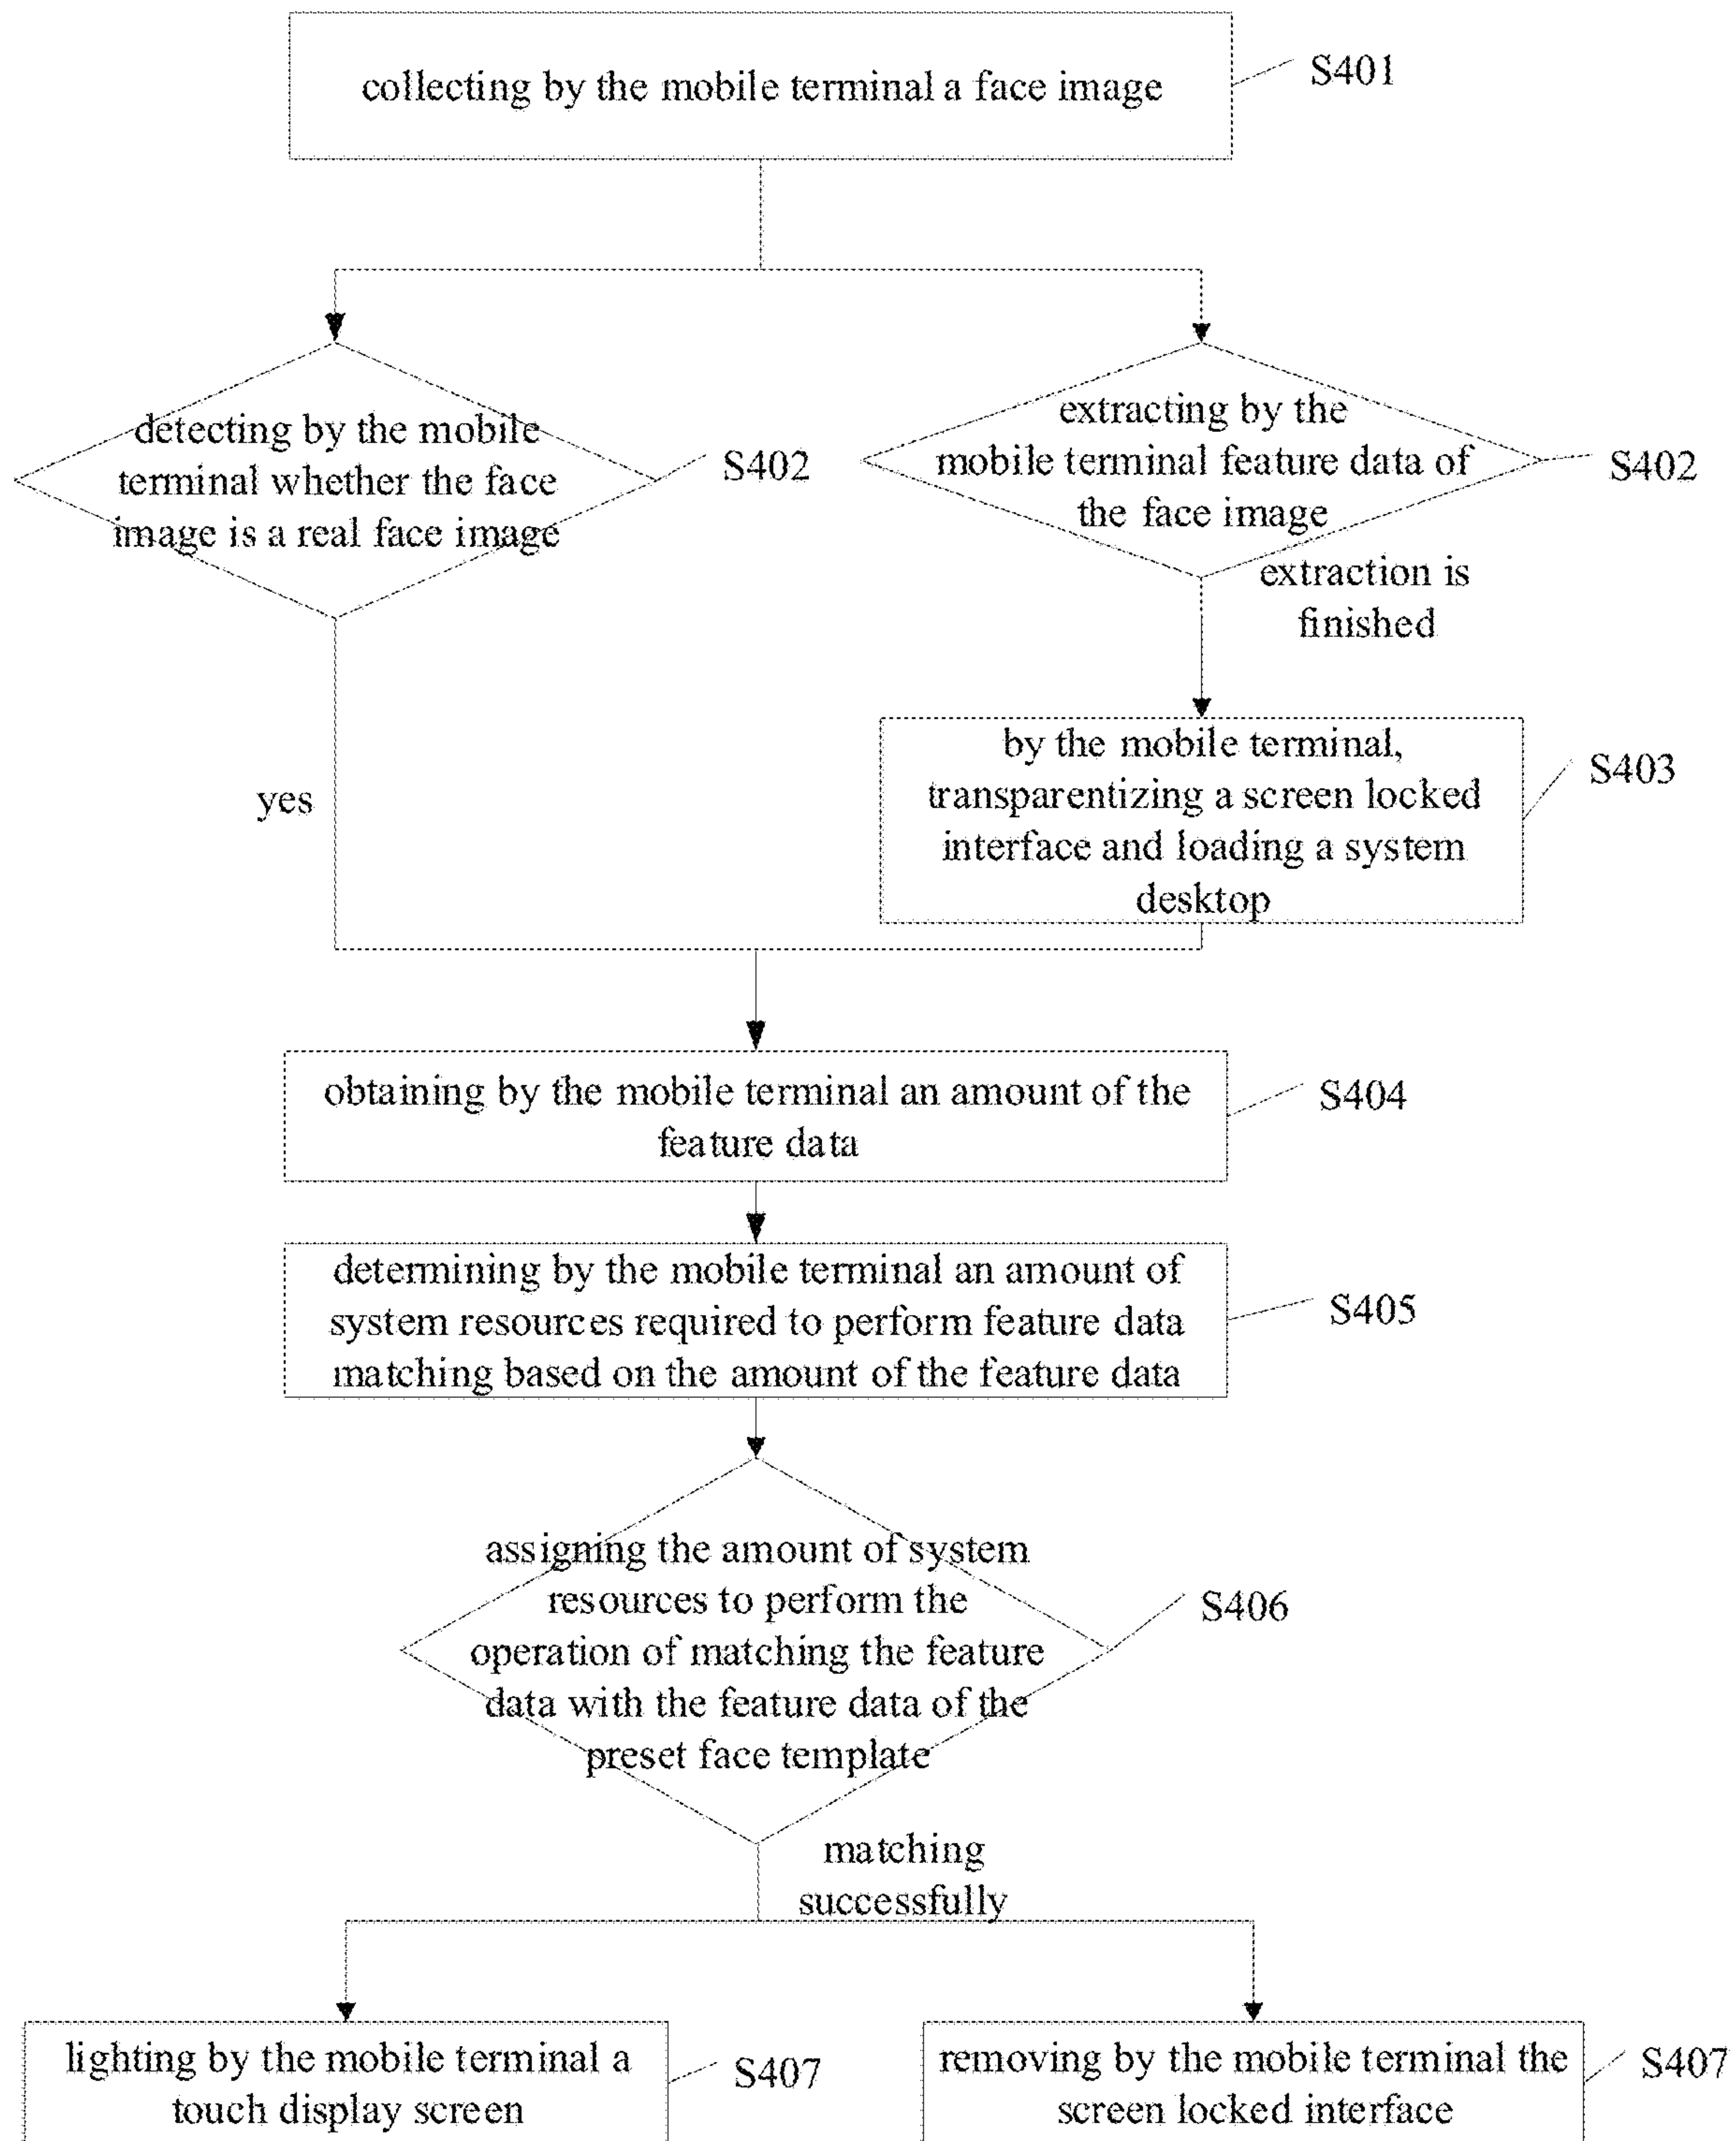 collecting by the mobile terminal a face image
S401
detecting by the mobile
terminal whether the face
image is a real face image
S402
extracting by the
mobile terminal feature data of
the face image
S402
extraction is
finished
yes
by the mobile terminal,
transparentizing a screen locked
interface and loading a system
desktop
S403
obtaining by the mobile terminal an amount of the
feature data
S404
determining by the mobile terminal an amount of
system resources required to perform feature data
matching based on the amount of the feature data
S405
assigning the amount of system
resources to perform the
operation of matching the feature
data with the feature data of the
preset face template
S406
matching
successfully
lighting by the mobile terminal a
touch display screen
S407
removing by the mobile terminal the
screen locked interface
S407